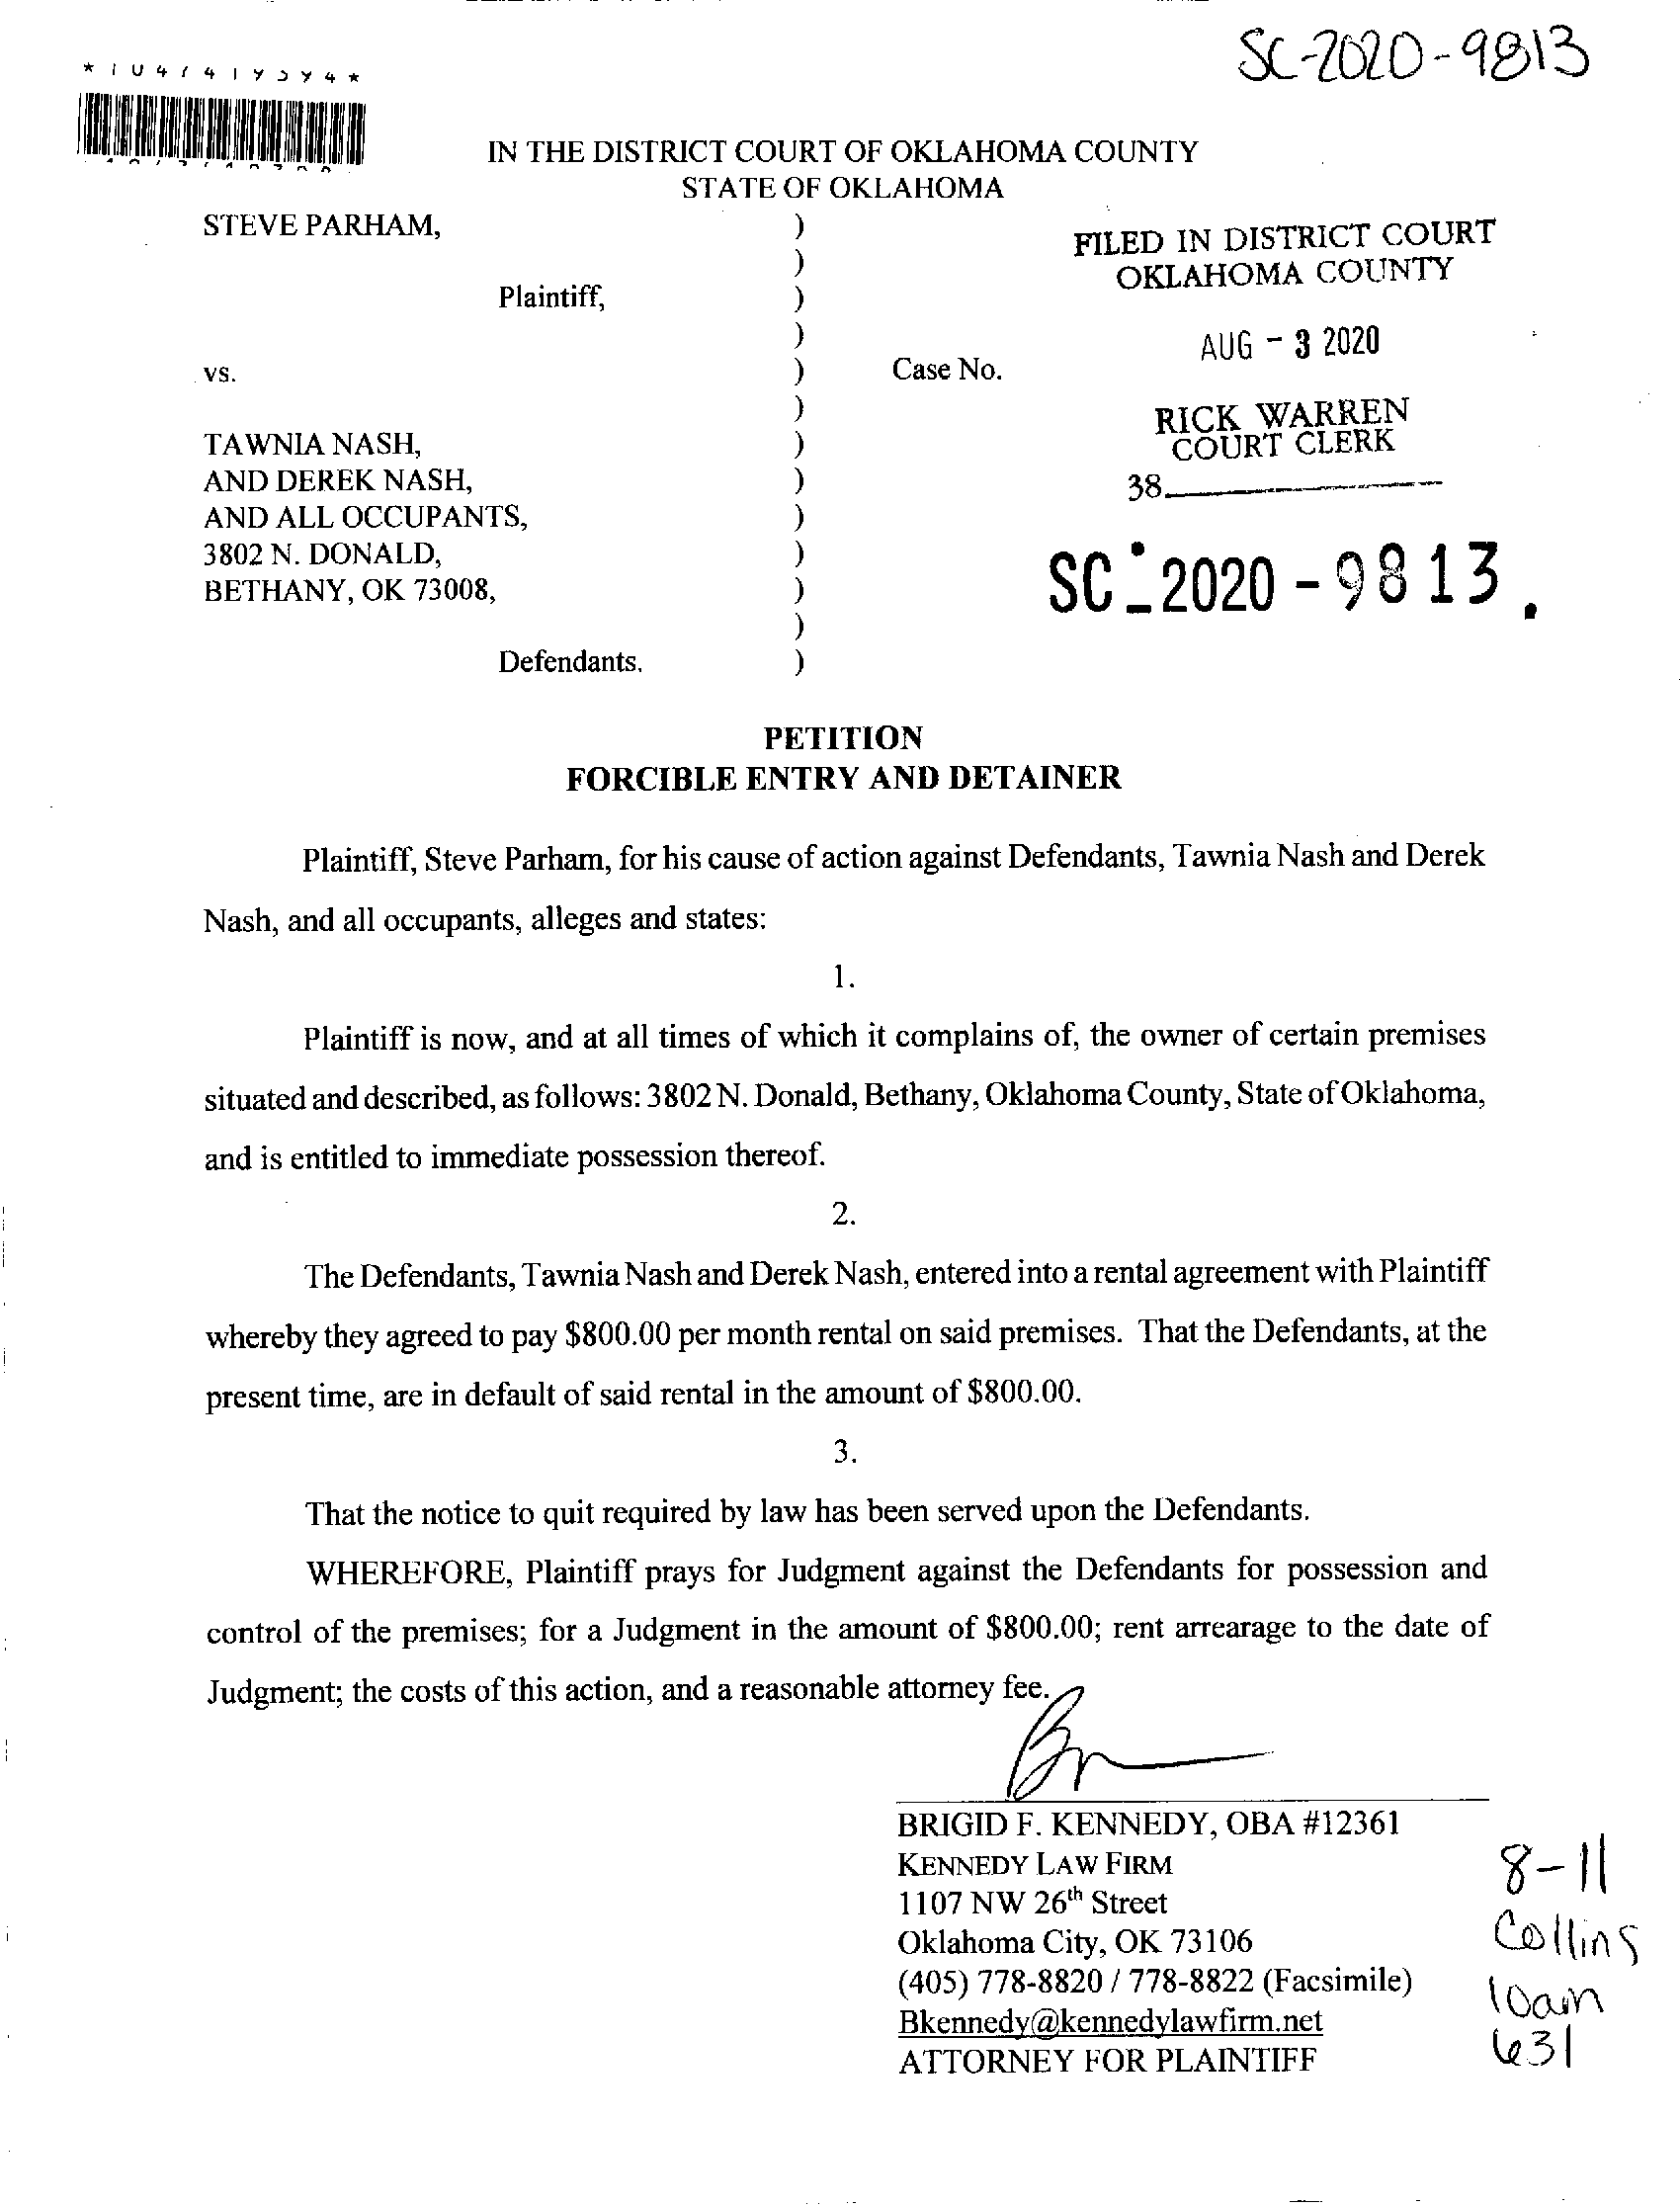 SC-2020-9813
IN THE DISTRICT COURT OF OKLAHOMA COUNTY
STATE OF OKLAHOMA
STEVE PARHAM, )
)
Plaintiff, )
)
vs. ) Case No.
)
TAWNIA NASH, )
AND DEREK NASH, )
AND ALL OCCUPANTS, )
3802 N. DONALD, )
BETHANY, OK 73008, )
)
Defendants. )
FILED IN DISTRICT COURT
OKLAHOMA COUNTY
AUG - 3 2020
RICK WARREN
COURT CLERK
38
SC-2020-9813.
PETITION
FORCIBLE ENTRY AND DETAINER
Plaintiff, Steve Parham, for his cause of action against Defendants, Tawnia Nash and Derek
Nash, and all occupants, alleges and states:
1.
Plaintiff is now, and at all times of which it complains of, the owner of certain premises
situated and described, as follows: 3802 N. Donald, Bethany, Oklahoma County, State of Oklahoma,
and is entitled to immediate possession thereof.
2.
The Defendants, Tawnia Nash and Derek Nash, entered into a rental agreement with Plaintiff
whereby they agreed to pay $800.00 per month rental on said premises. That the Defendants, at the
present time, are in default of said rental in the amount of $800.00.
3.
That the notice to quit required by law has been served upon the Defendants.
WHEREFORE, Plaintiff prays for Judgment against the Defendants for possession and
control of the premises; for a Judgment in the amount of $800.00; rent arrearage to the date of
Judgment; the costs of this action, and a reasonable attorney fee.
BRIGID F. KENNEDY, OBA #12361
KENNEDY LAW FIRM
1107 NW 26th Street
Oklahoma City, OK 73106
(405) 778-8820 / 778-8822 (Facsimile)
Bkennedy@kennedylawfirm.net
ATTORNEY FOR PLAINTIFF
8-11
Collins
10am
631